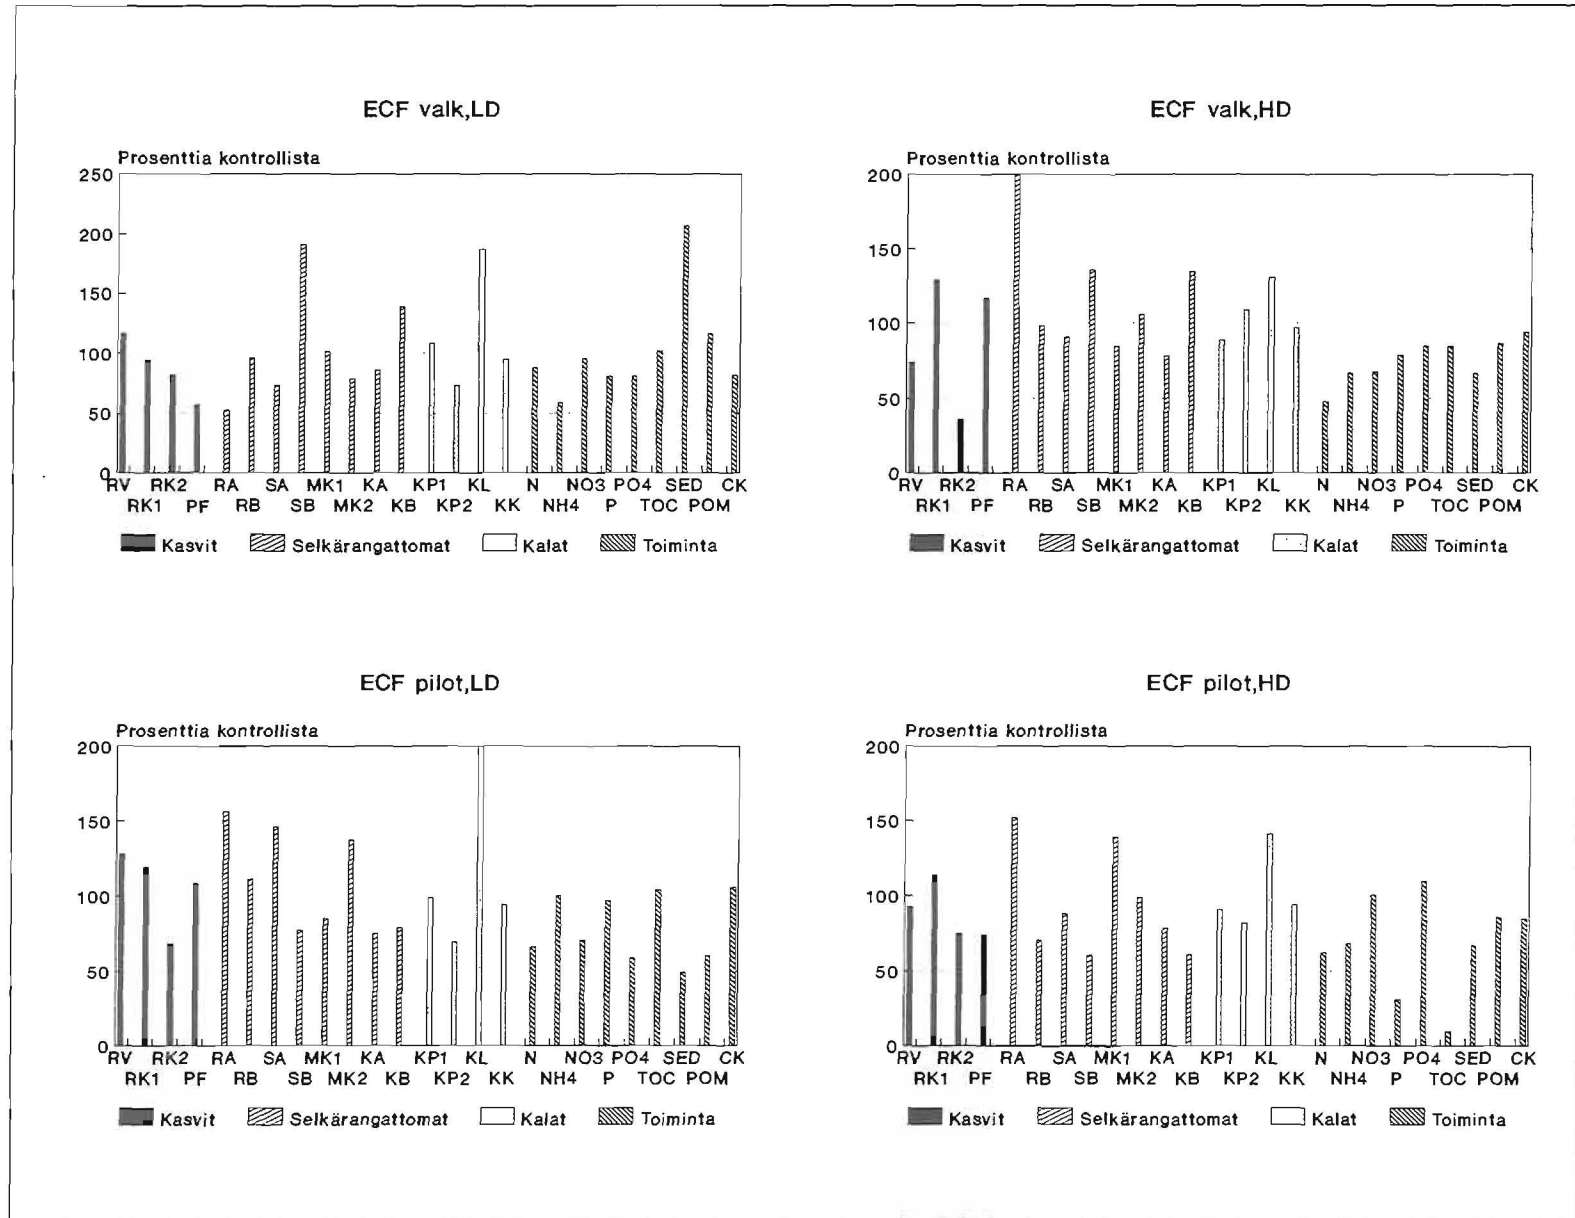 ECF valk,LD
Prosenttia kontrollista
250
200
150
100
50
0
RV RK2 RA SA MK1 KA KP1 KL N NO3 PO4 SED CK
RK1 PF RB SB MK2 KB KP2 KK NH4 P TOC POM
Kasvit Selkärangattomat Kalat Toiminta
ECF valk,HD
Prosenttia kontrollista
200
150
100
50
0
RV RK2 RA SA MK1 KA KP1 KL N NO3 PO4 SED CK
RK1 PF RB SB MK2 KB KP2 KK NH4 P TOC POM
Kasvit Selkärangattomat Kalat Toiminta
ECF pilot,LD
Prosenttia kontrollista
200
150
100
50
0
RV RK2 RA SA MK1 KA KP1 KL N NO3 PO4 SED CK
RK1 PF RB SB MK2 KB KP2 KK NH4 P TOC POM
Kasvit Selkärangattomat Kalat Toiminta
ECF pilot,HD
Prosenttia kontrollista
200
150
100
50
0
RV RK2 RA SA MK1 KA KP1 KL N NO3 PO4 SED CK
RK1 PF RB SB MK2 KB KP2 KK NH4 P TOC POM
Kasvit Selkärangattomat Kalat Toiminta